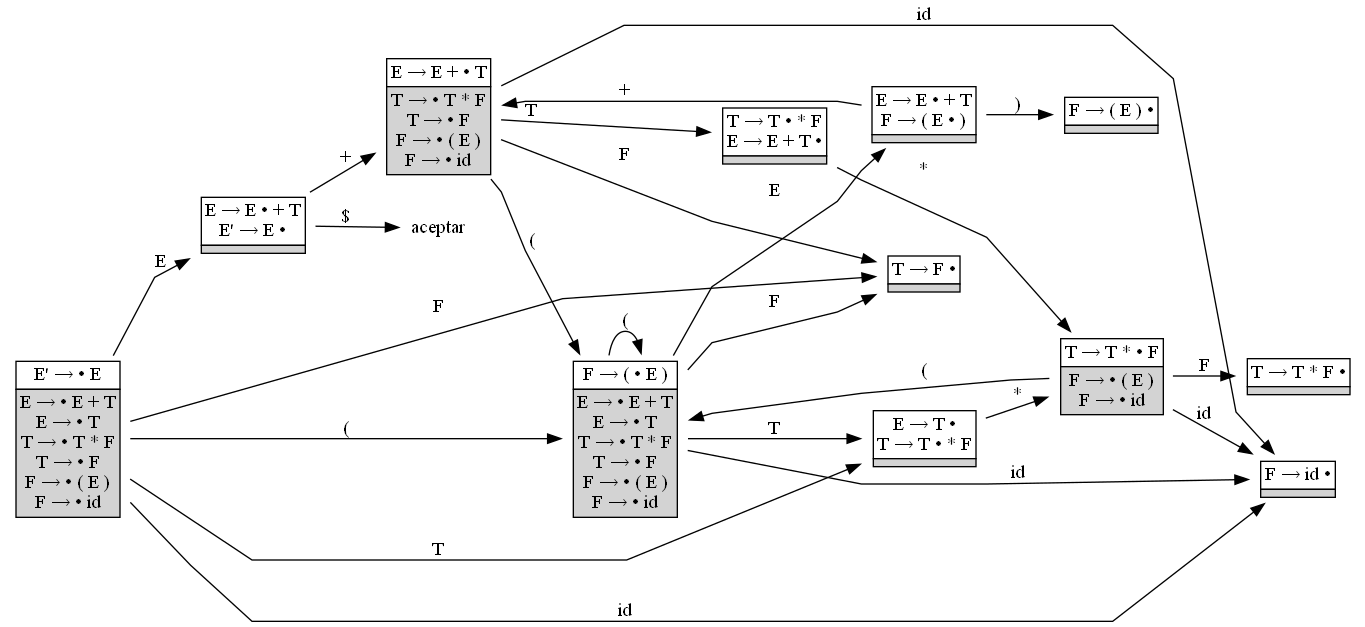 id
E → E + • T
T → • T * F
T → • F
F → • ( E )
F → • id
+
T
F
(
T → T • * F
E → E + T •
+
E → E • + T
F → ( E • )
)
F → ( E ) •
*
E
E → E • + T
E' → E •
$
aceptar
+
E
T → F •
F
F
(
E' → • E
E → • E + T
E → • T
T → • T * F
T → • F
F → • ( E )
F → • id
(
F → ( • E )
E → • E + T
E → • T
T → • T * F
T → • F
F → • ( E )
F → • id
(
T
E → T •
T → T • * F
*
T → T * • F
F → • ( E )
F → • id
F
T → T * F •
id
F → id •
id
T
id